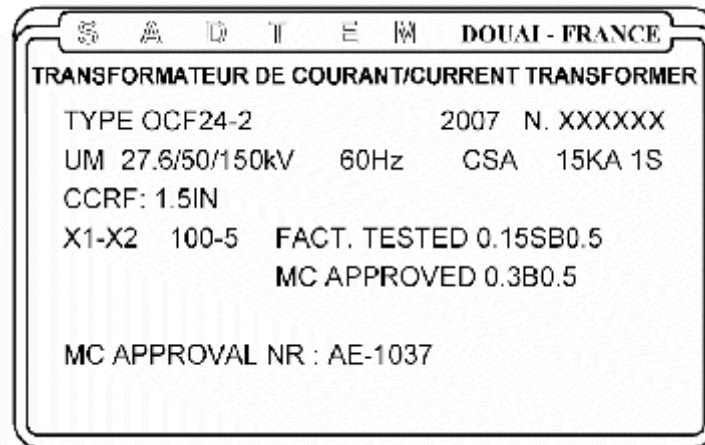 S A D T E M DOUAI - FRANCE
TRANSFORMATEUR DE COURANT/CURRENT TRANSFORMER
TYPE OCF24-2 2007 N. XXXXXX
UM 27.6/50/150kV 60Hz CSA 15KA 1S
CCRF: 1.5IN
X1-X2 100-5 FACT. TESTED 0.15SB0.5
MC APPROVED 0.3B0.5
MC APPROVAL NR : AE-1037